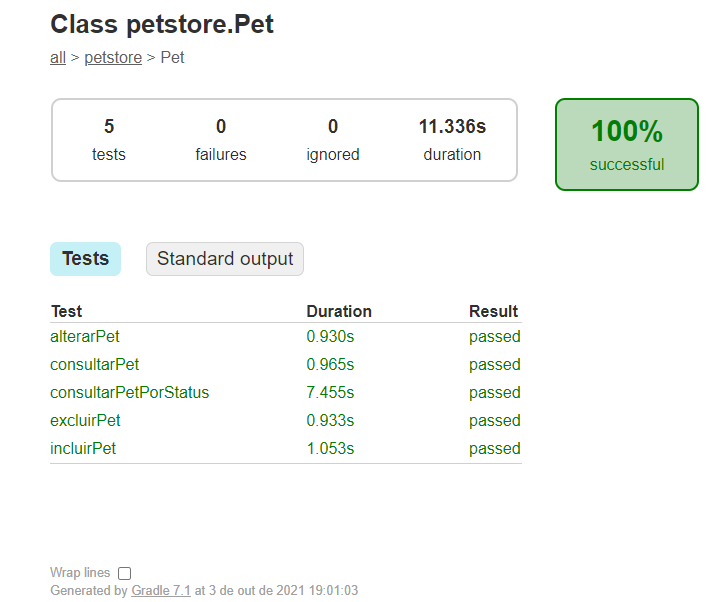 Class petstore.Pet
all > petstore > Pet
5 0 0 11.336s
tests failures ignored duration
100%
successful
Tests Standard output
Test Duration Result
alterarPet 0.930s passed
consultarPet 0.965s passed
consultarPetPorStatus 7.455s passed
excluirPet 0.933s passed
incluirPet 1.053s passed
Wrap lines
Generated by Gradle 7.1 at 3 de out de 2021 19:01:03